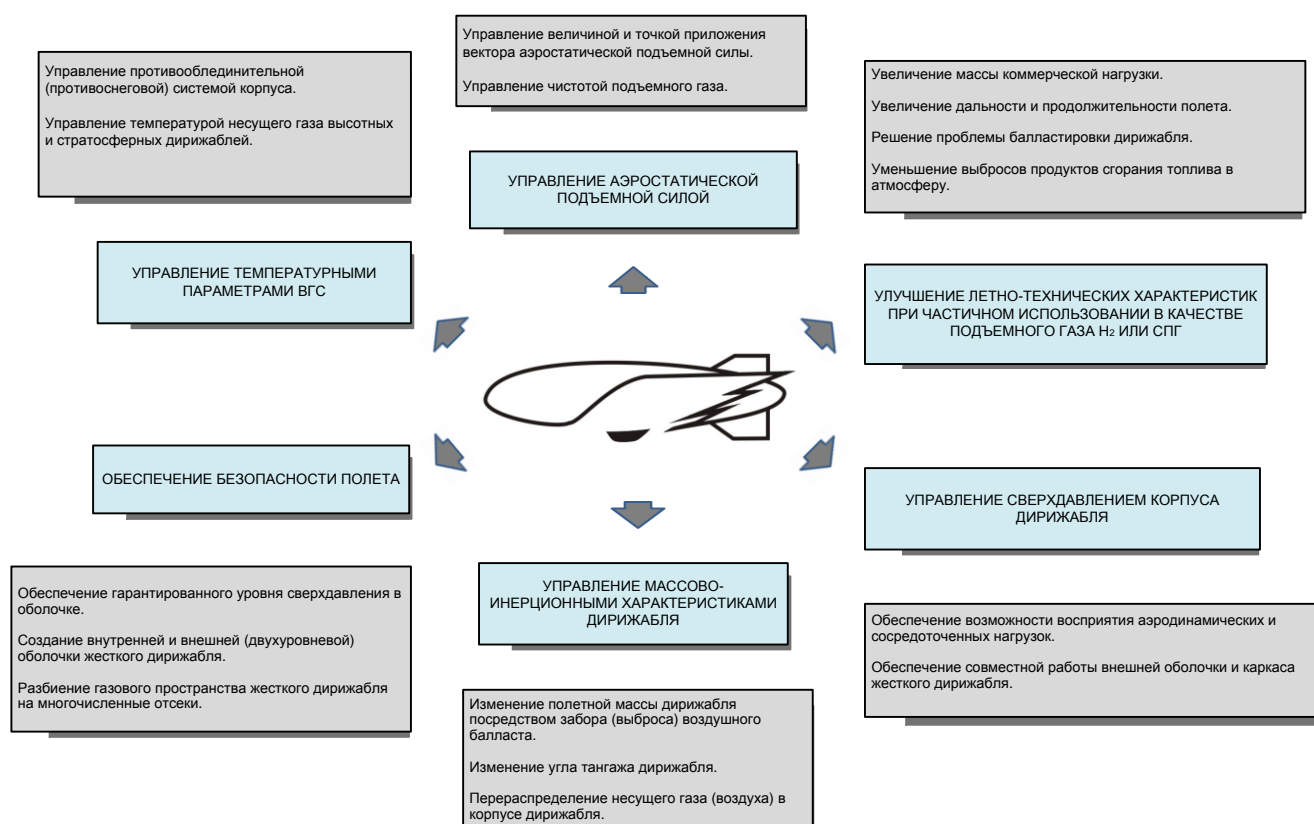 Управление величиной и точкой приложения
вектора аэростатической подъемной силы.
Управление чистотой подъемного газа.
Управление противооблединительной
(противоснеговой) системой корпуса.
Управление температурой несущего газа высотных
и стратосферных дирижаблей.
Увеличение массы коммерческой нагрузки.
Увеличение дальности и продолжительности полета.
Решение проблемы балластировки дирижабля.
Уменьшение выбросов продуктов сгорания топлива в
атмосферу.
УПРАВЛЕНИЕ АЭРОСТАТИЧЕСКОЙ
ПОДЪЕМНОЙ СИЛОЙ
УПРАВЛЕНИЕ ТЕМПЕРАТУРНЫМИ
ПАРАМЕТРАМИ ВГС
УЛУЧШЕНИЕ ЛЕТНО-ТЕХНИЧЕСКИХ ХАРАКТЕРИСТИК
ПРИ ЧАСТИЧНОМ ИСПОЛЬЗОВАНИИ В КАЧЕСТВЕ
ПОДЪЕМНОГО ГАЗА H2 ИЛИ СПГ
ОБЕСПЕЧЕНИЕ БЕЗОПАСНОСТИ ПОЛЕТА
УПРАВЛЕНИЕ СВЕРХДАВЛЕНИЕМ КОРПУСА
ДИРИЖАБЛЯ
УПРАВЛЕНИЕ МАССОВО-
ИНЕРЦИОННЫМИ ХАРАКТЕРИСТИКАМИ
ДИРИЖАБЛЯ
Обеспечение гарантированного уровня сверхдавления в
оболочке.
Создание внутренней и внешней (двухуровневой)
оболочки жесткого дирижабля.
Разбиение газового пространства жесткого дирижабля
на многочисленные отсеки.
Обеспечение возможности восприятия аэродинамических и
сосредоточенных нагрузок.
Обеспечение совместной работы внешней оболочки и каркаса
жесткого дирижабля.
Изменение полетной массы дирижабля
посредством забора (выброса) воздушного
балласта.
Изменение угла тангажа дирижабля.
Перераспределение несущего газа (воздуха) в
корпусе дирижабля.